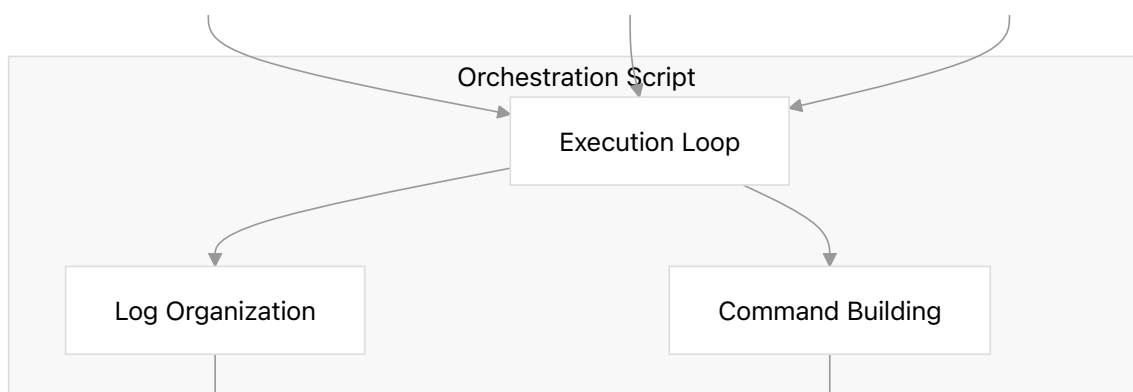 Orchestration Script
Execution Loop
Log Organization
Command Building